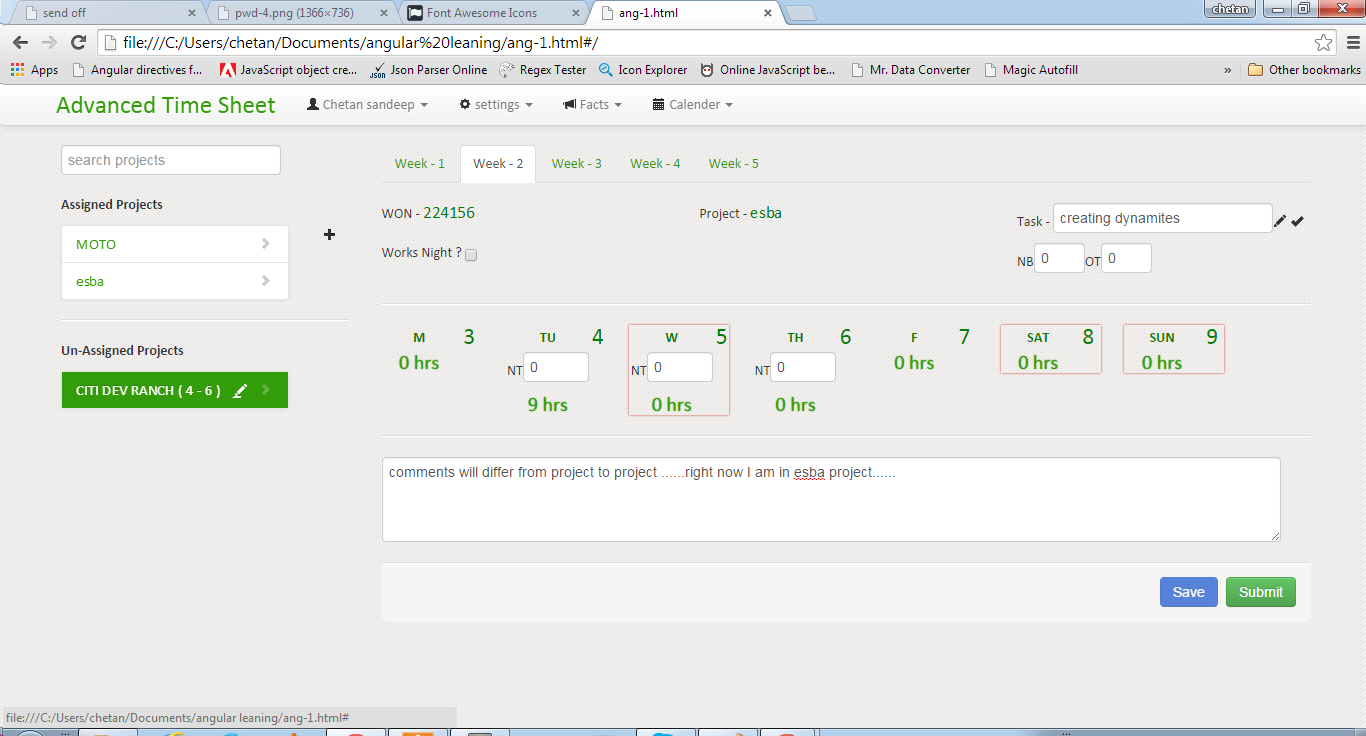 send off
pwd-4.png (1366×736)
Font Awesome Icons
ang-1.html
chetan
file:///C:/Users/chetan/Documents/angular%20leaning/ang-1.html#/
Apps
Angular directives f...
JavaScript object cre...
Json Parser Online
Regex Tester
Icon Explorer
Online JavaScript be...
Mr. Data Converter
Magic Autofill
»
Other bookmarks
Advanced Time Sheet
Chetan sandeep
settings
Facts
Calender
search projects
Week - 1
Week - 2
Week - 3
Week - 4
Week - 5
Assigned Projects
MOTO
esba
Un-Assigned Projects
CITI DEV RANCH ( 4 - 6 )
WON - 224156
Project - esba
Task - creating dynamites
Works Night ?
NB 0 OT 0
M 3
TU 4
W 5
TH 6
F 7
SAT 8
SUN 9
0 hrs
NT 0
NT 0
NT 0
0 hrs
0 hrs
0 hrs
9 hrs
0 hrs
0 hrs
comments will differ from project to project ......right now I am in esba project......
Save
Submit
file:///C:/Users/chetan/Documents/angular leaning/ang-1.html#